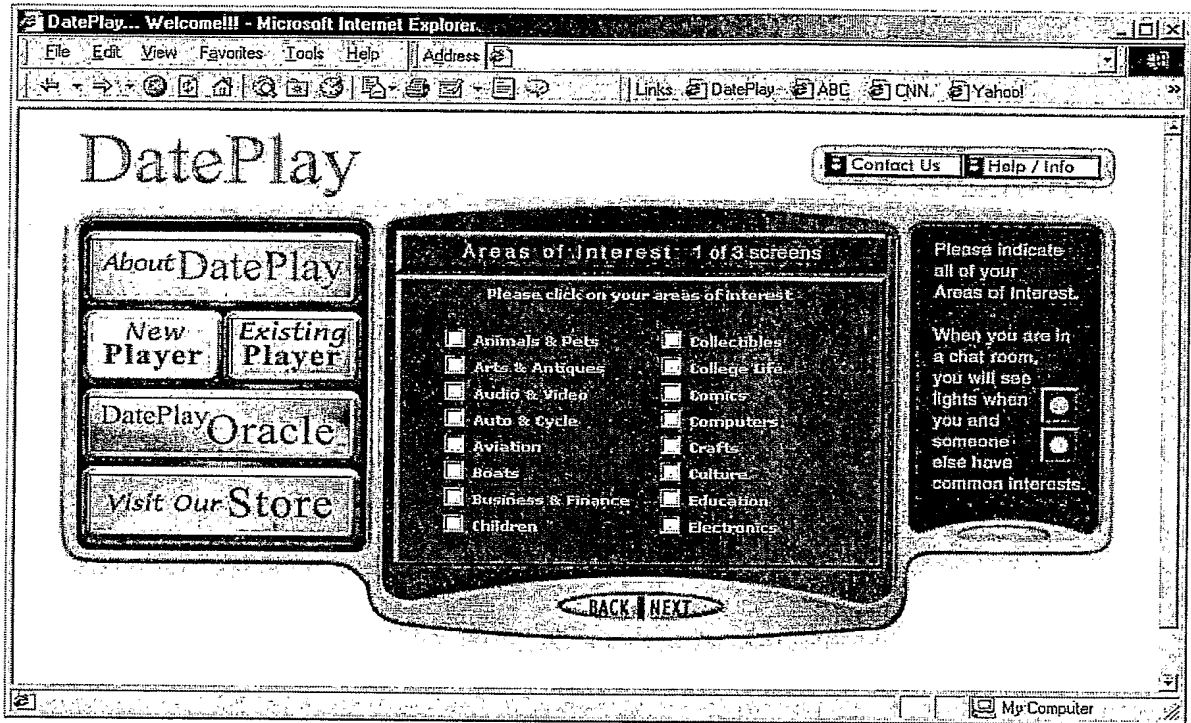 DatePlay... Welcome!!! - Microsoft Internet Explorer
File Edit View Favorites Tools Help Address
Links DatePlay ABC CNN Yahoo!
DatePlay
Contact Us Help / Info
About DatePlay
New Player
Existing Player
DatePlay Oracle
Visit Our Store
Areas of Interest 1 of 3 screens
Please click on your areas of interest
Animals & Pets
Arts & Antiques
Audio & Video
Auto & Cycle
Aviation
Boats
Business & Finance
Children
Collectibles
College Life
Comics
Computers
Crafts
Culture
Education
Electronics
BACK NEXT
Please indicate
all of your
Areas of Interest.
When you are in
a chat room,
you will see
lights when
you and
someone
else have
common interests.
My Computer